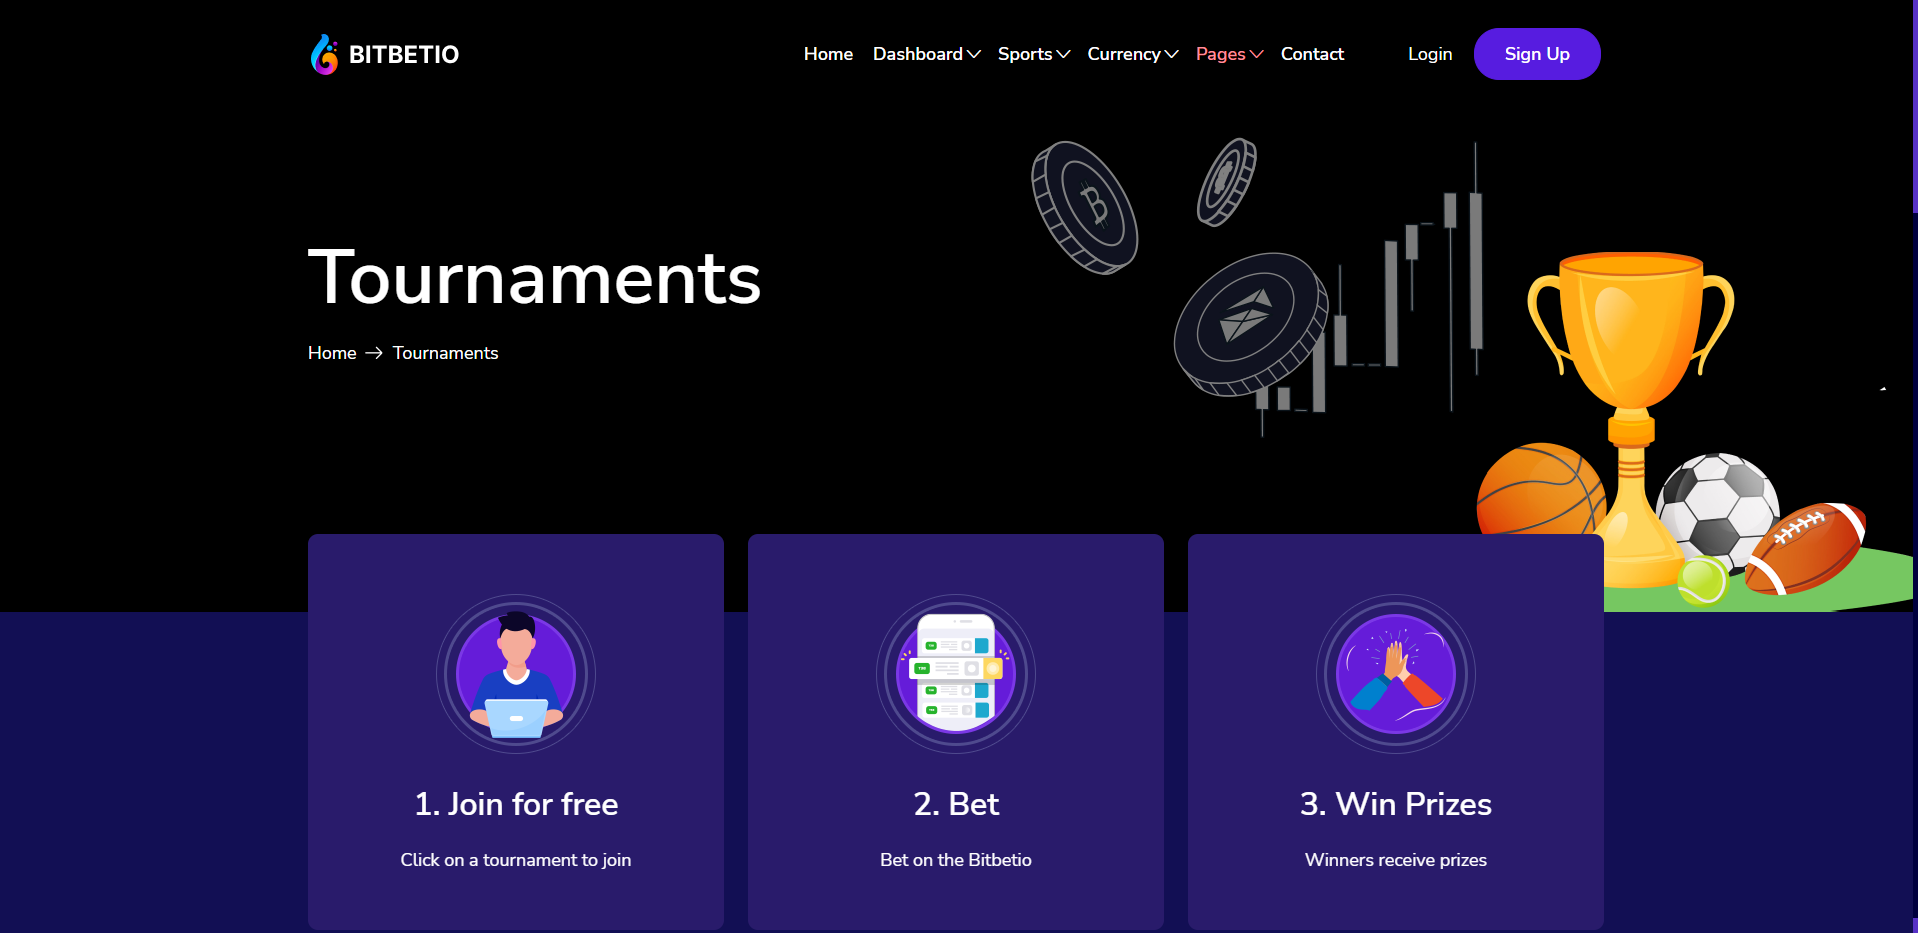 BITBETIO
Home Dashboard Sports Currency Pages Contact Login Sign Up
Tournaments
Home Tournaments
1. Join for free
Click on a tournament to join
2. Bet
Bet on the Bitbetio
3. Win Prizes
Winners receive prizes